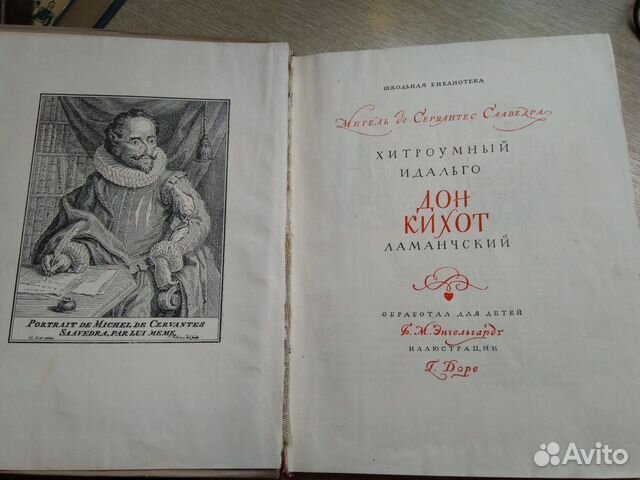 PORTRAIT DE MICHEL DE CERVANTES
SAAVEDRA, PAR LUI MEME
ШКОЛЬНАЯ БИБЛИОТЕКА
Мигель де Сервантес Сааведра
ХИТРОУМНЫЙ
ИДАЛЬГО
ДОН
КИХОТ
ЛАМАНЧСКИЙ
ОБРАБОТАЛ ДЛЯ ДЕТЕЙ
Б. М. Энгельгардт
ИЛЛЮСТРАЦИИ
Г. Доре
Avito